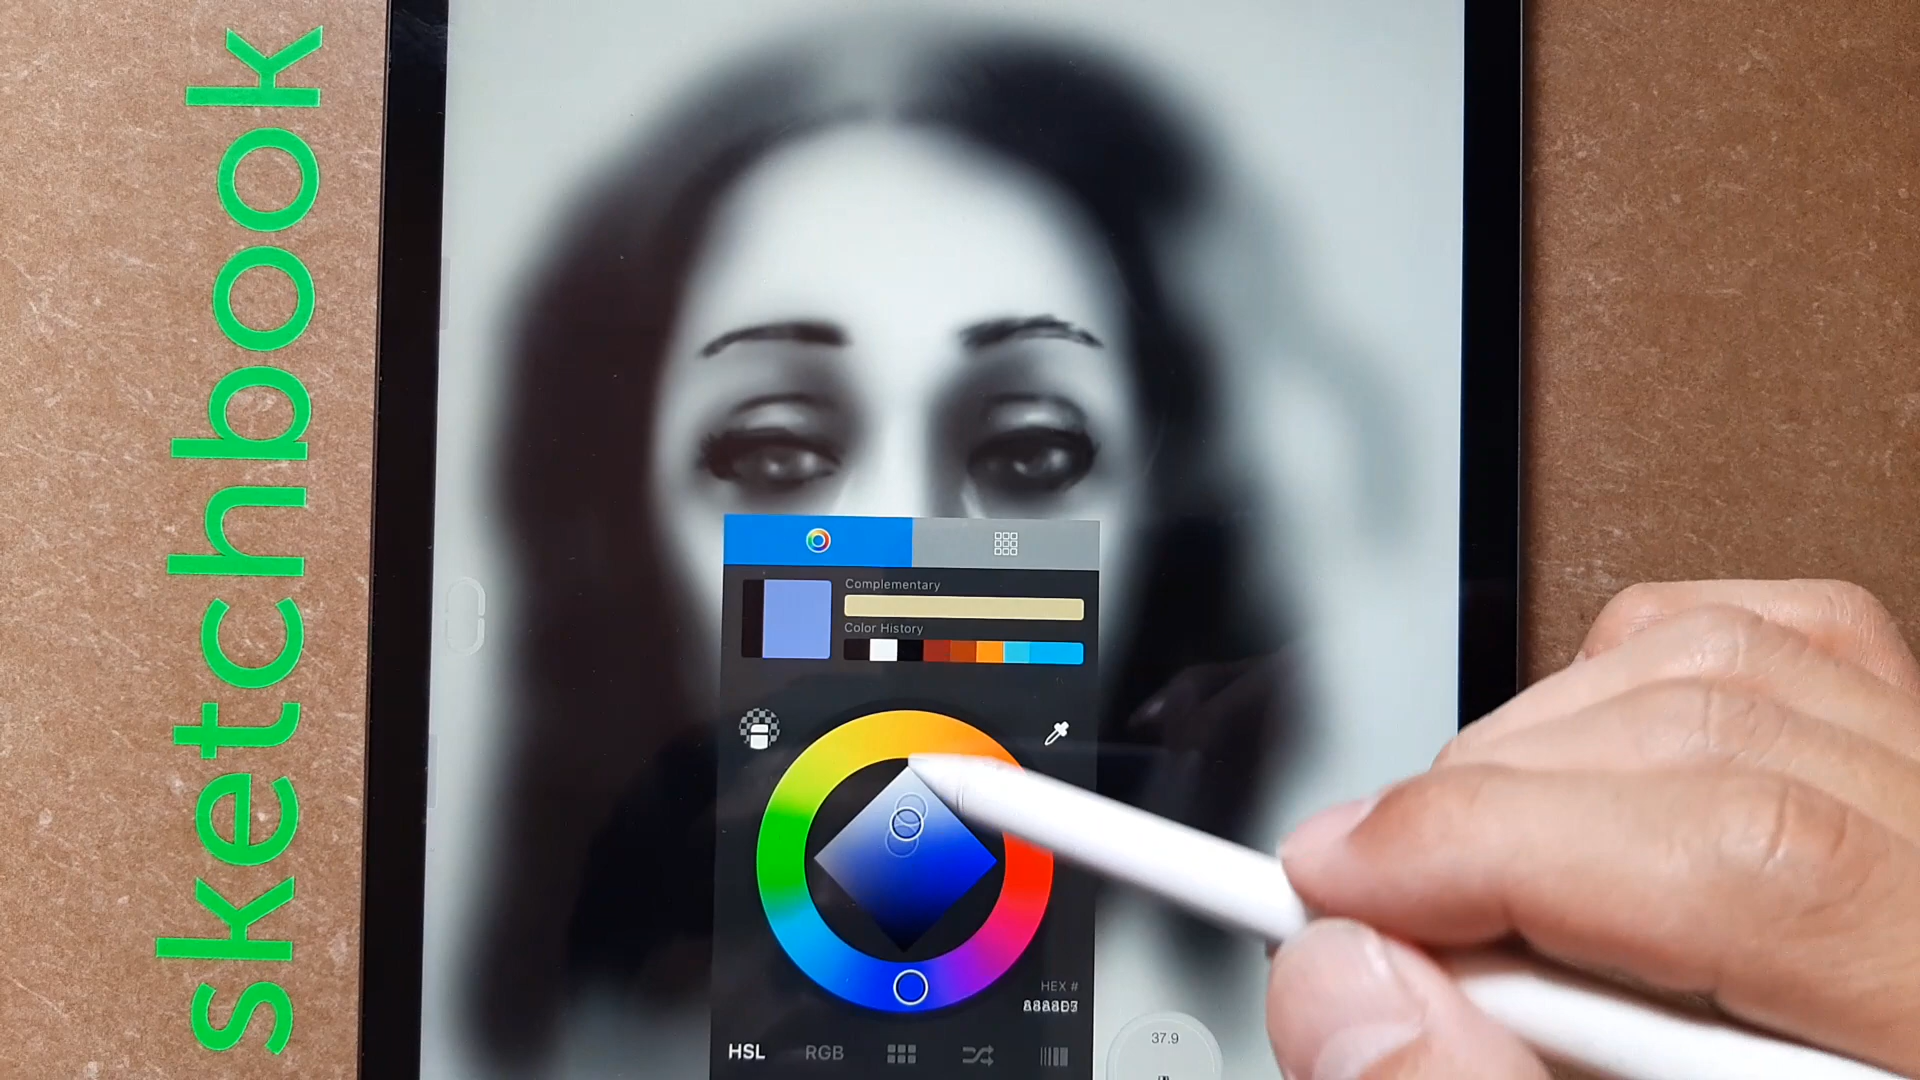 sketchbook
Complementary
Color History
HEX #
HSL RGB
37.9